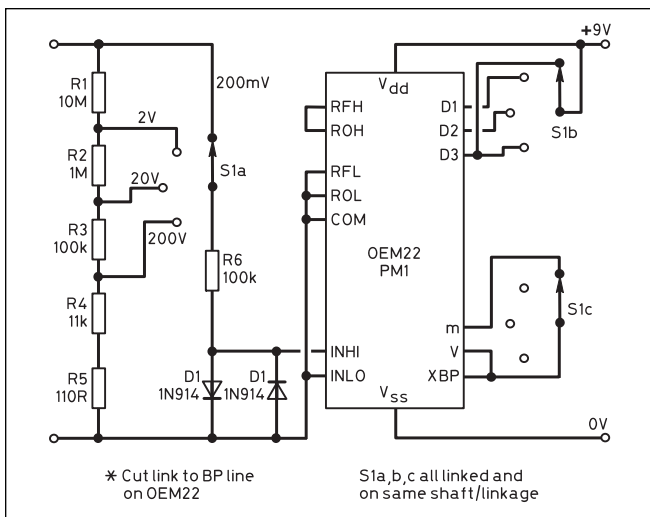 +9V
R1
10M
200mV
Vdd
2V
RFH
D1
ROH
D2
S1b
R2
1M
S1a
D3
20V
RFL
ROL
R3
100k
200V
COM
R6
100k
OEM22
PM1
R4
11k
m
S1c
INHI
V
R5
110R
D1
1N914
D1
1N914
INLO
XBP
VSS
0V
* Cut link to BP line
on OEM22
S1a,b,c all linked and
on same shaft/linkage